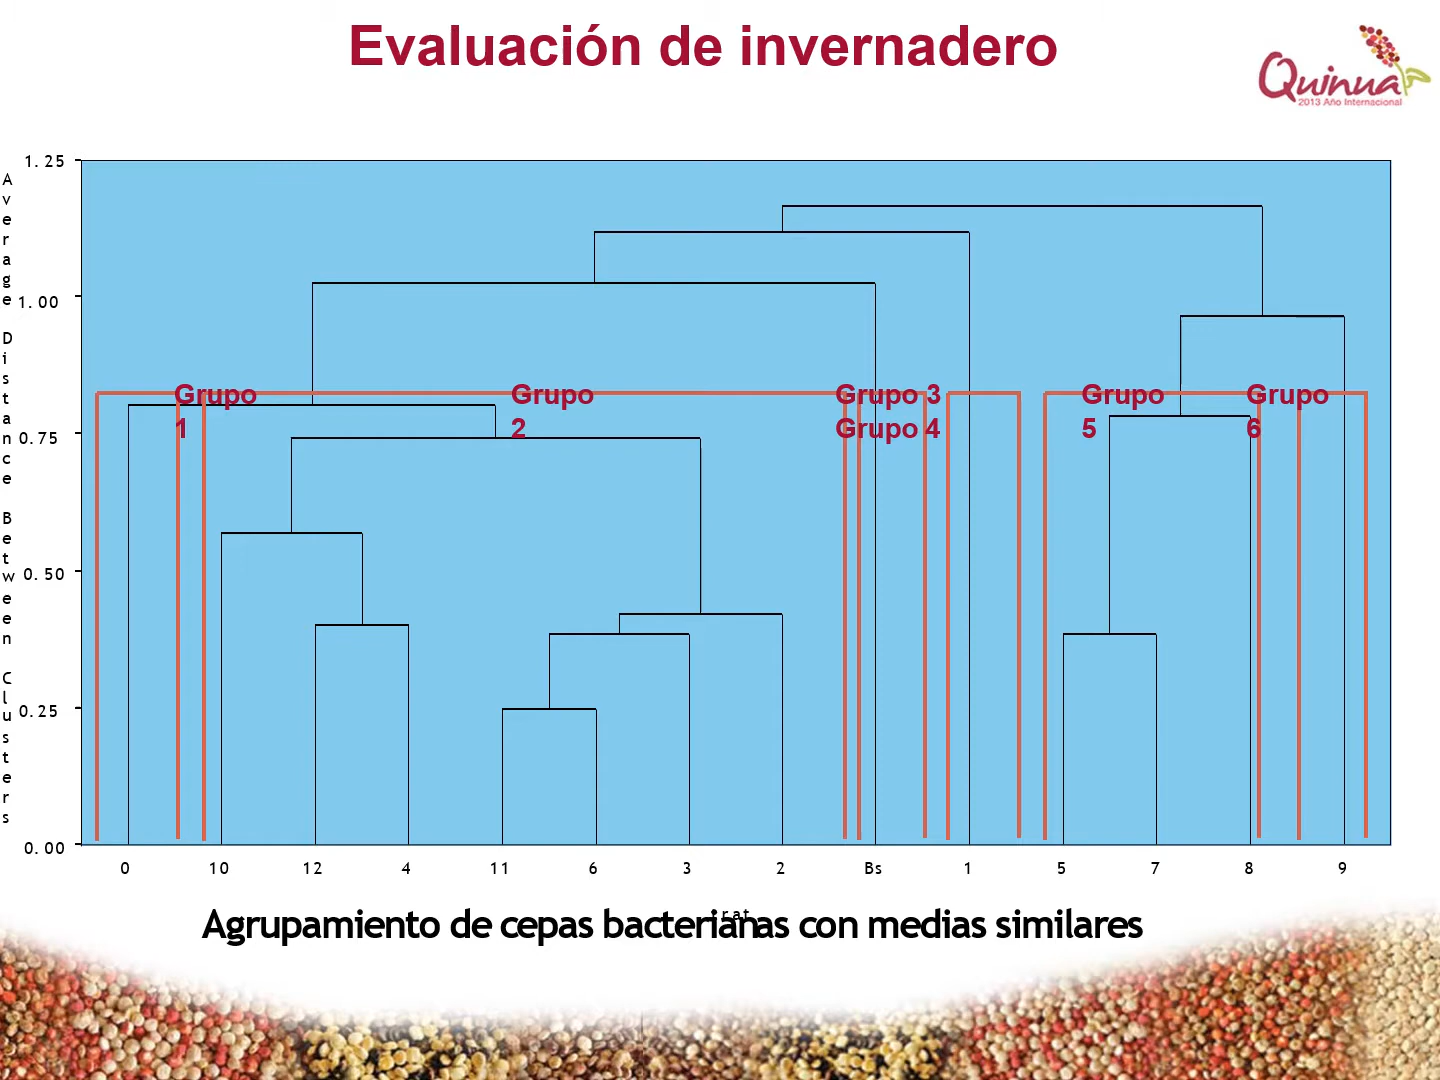 Evaluación de invernadero
Quinua
2013 Año Internacional
Average Distance Between Clusters
1.25
1.00
0.75
0.50
0.25
0.00
Grupo 1
Grupo 2
Grupo 3
Grupo 4
Grupo 5
Grupo 6
0 10 12 4 11 6 3 2 Bs 1 5 7 8 9
Agrupamiento de cepas bacterianas con medias similares